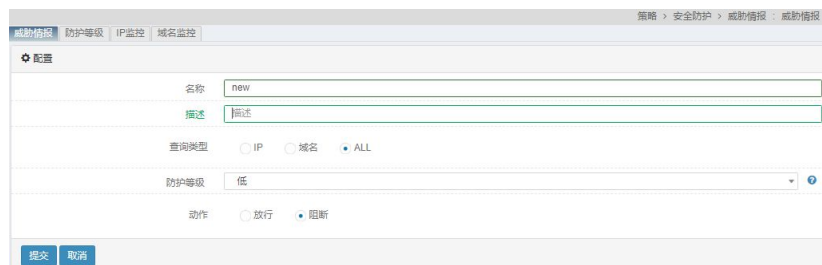 策略 > 安全防护 > 威胁情报 : 威胁情报
威胁情报 防护等级 IP监控 域名监控
配置
名称 new
描述 描述
查询类型 IP 域名 ALL
防护等级 低 ?
动作 放行 阻断
提交 取消